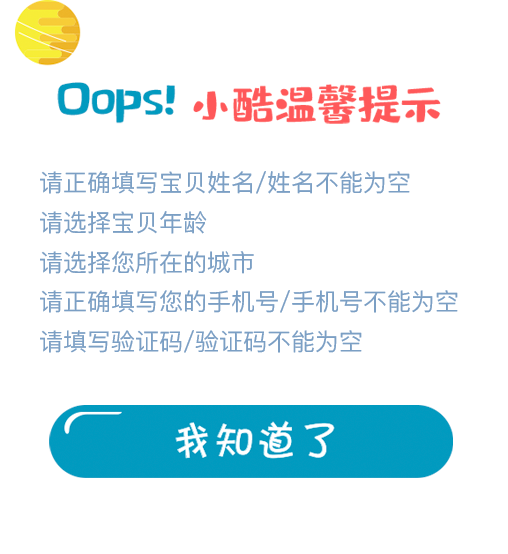 Oops! 小酷温馨提示
请正确填写宝贝姓名/姓名不能为空
请选择宝贝年龄
请选择您所在的城市
请正确填写您的手机号/手机号不能为空
请填写验证码/验证码不能为空
我知道了